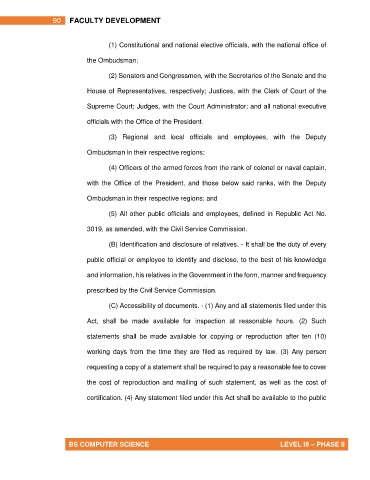 90 FACULTY DEVELOPMENT
(1) Constitutional and national elective officials, with the national office of
the Ombudsman;
(2) Senators and Congressmen, with the Secretaries of the Senate and the
House of Representatives, respectively; Justices, with the Clerk of Court of the
Supreme Court; Judges, with the Court Administrator; and all national executive
officials with the Office of the President.
(3) Regional and local officials and employees, with the Deputy
Ombudsman in their respective regions;
(4) Officers of the armed forces from the rank of colonel or naval captain,
with the Office of the President, and those below said ranks, with the Deputy
Ombudsman in their respective regions; and
(5) All other public officials and employees, defined in Republic Act No.
3019, as amended, with the Civil Service Commission.
(B) Identification and disclosure of relatives. - It shall be the duty of every
public official or employee to identify and disclose, to the best of his knowledge
and information, his relatives in the Government in the form, manner and frequency
prescribed by the Civil Service Commission.
(C) Accessibility of documents. - (1) Any and all statements filed under this
Act, shall be made available for inspection at reasonable hours. (2) Such
statements shall be made available for copying or reproduction after ten (10)
working days from the time they are filed as required by law. (3) Any person
requesting a copy of a statement shall be required to pay a reasonable fee to cover
the cost of reproduction and mailing of such statement, as well as the cost of
certification. (4) Any statement filed under this Act shall be available to the public
BS COMPUTER SCIENCE LEVEL III – PHASE II